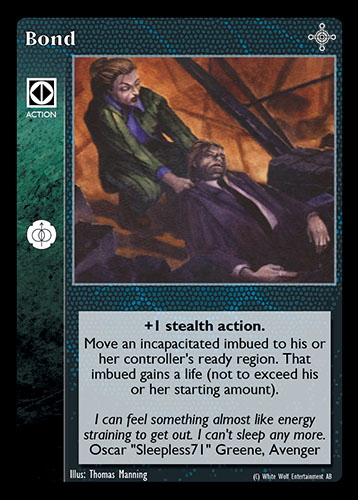 Bond
ACTION
+1 stealth action.
Move an incapacitated imbued to his or
her controller's ready region. That
imbued gains a life (not to exceed his
or her starting amount).
I can feel something almost like energy
straining to get out. I can't sleep any more.
Oscar "Sleepless71" Greene, Avenger
Illus: Thomas Manning
(C) White Wolf Entertainment AB